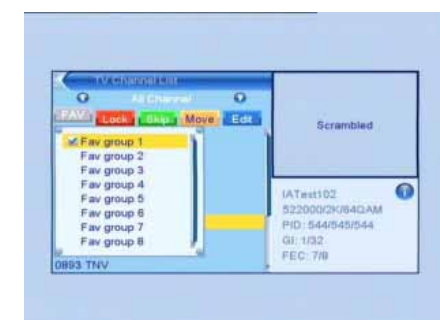 TV Channel List
All Channel
FAV Lock Skip Move Edit
Fav group 1
Fav group 2
Fav group 3
Fav group 4
Fav group 5
Fav group 6
Fav group 7
Fav group 8
0893 TNV
Scrambled
IATest102
522000/2K/64QAM
PID: 544/545/544
GI: 1/32
FEC: 7/8